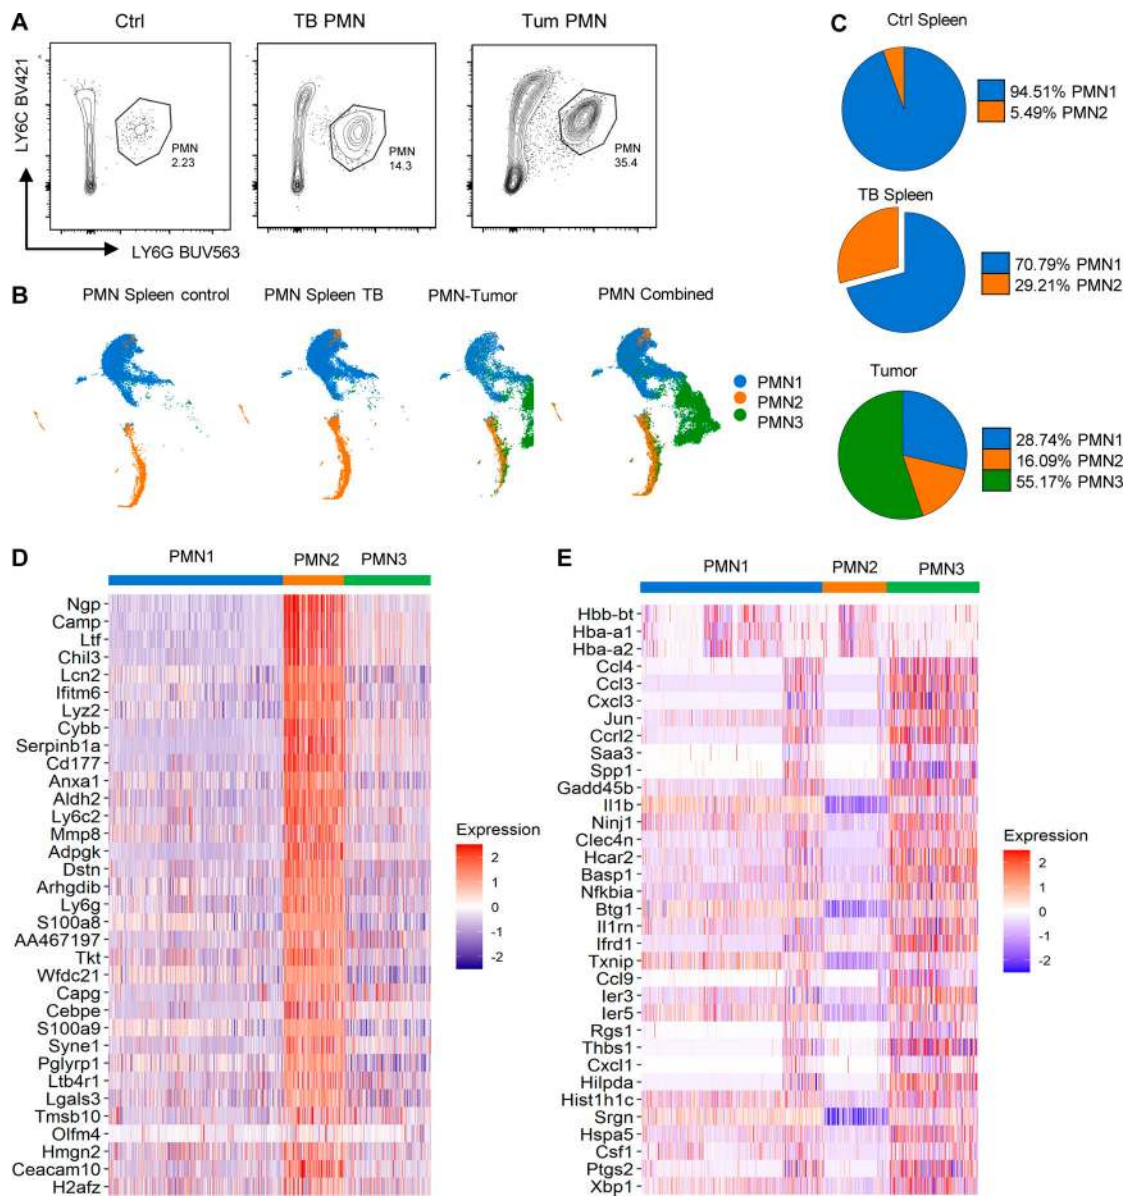 A
Ctrl
TB PMN
Tum PMN
LY6C BV421
PMN
2.23
PMN
14.3
PMN
35.4
LY6G BUV563
B
PMN Spleen control
PMN Spleen TB
PMN-Tumor
PMN Combined
PMN1
PMN2
PMN3
C
Ctrl Spleen
94.51% PMN1
5.49% PMN2
TB Spleen
70.79% PMN1
29.21% PMN2
Tumor
28.74% PMN1
16.09% PMN2
55.17% PMN3
D
PMN1
PMN2
PMN3
Ngp
Camp
Ltf
Chil3
Lcn2
Ifitm6
Lyz2
Cybb
Serpinb1a
Cd177
Anxa1
Aldh2
Ly6c2
Mmp8
Adpgk
Dstn
Arhgdib
Ly6g
S100a8
AA467197
Tkt
Wfdc21
Capg
Cebpe
S100a9
Syne1
Pglyrp1
Ltb4r1
Lgals3
Tmsb10
Olfm4
Hmgn2
Ceacam10
H2afz
Expression
2
1
0
-1
-2
E
PMN1
PMN2
PMN3
Hbb-bt
Hba-a1
Hba-a2
Ccl4
Ccl3
Cxcl3
Jun
Ccrl2
Saa3
Spp1
Gadd45b
Il1b
Ninj1
Clec4n
Hcar2
Basp1
Nfkbia
Btg1
Il1rn
Ifrd1
Txnip
Ccl9
Ier3
Ier5
Rgs1
Thbs1
Cxcl1
Hilpda
Hist1h1c
Srgn
Hspa5
Csf1
Ptgs2
Xbp1
Expression
2
1
0
-1
-2